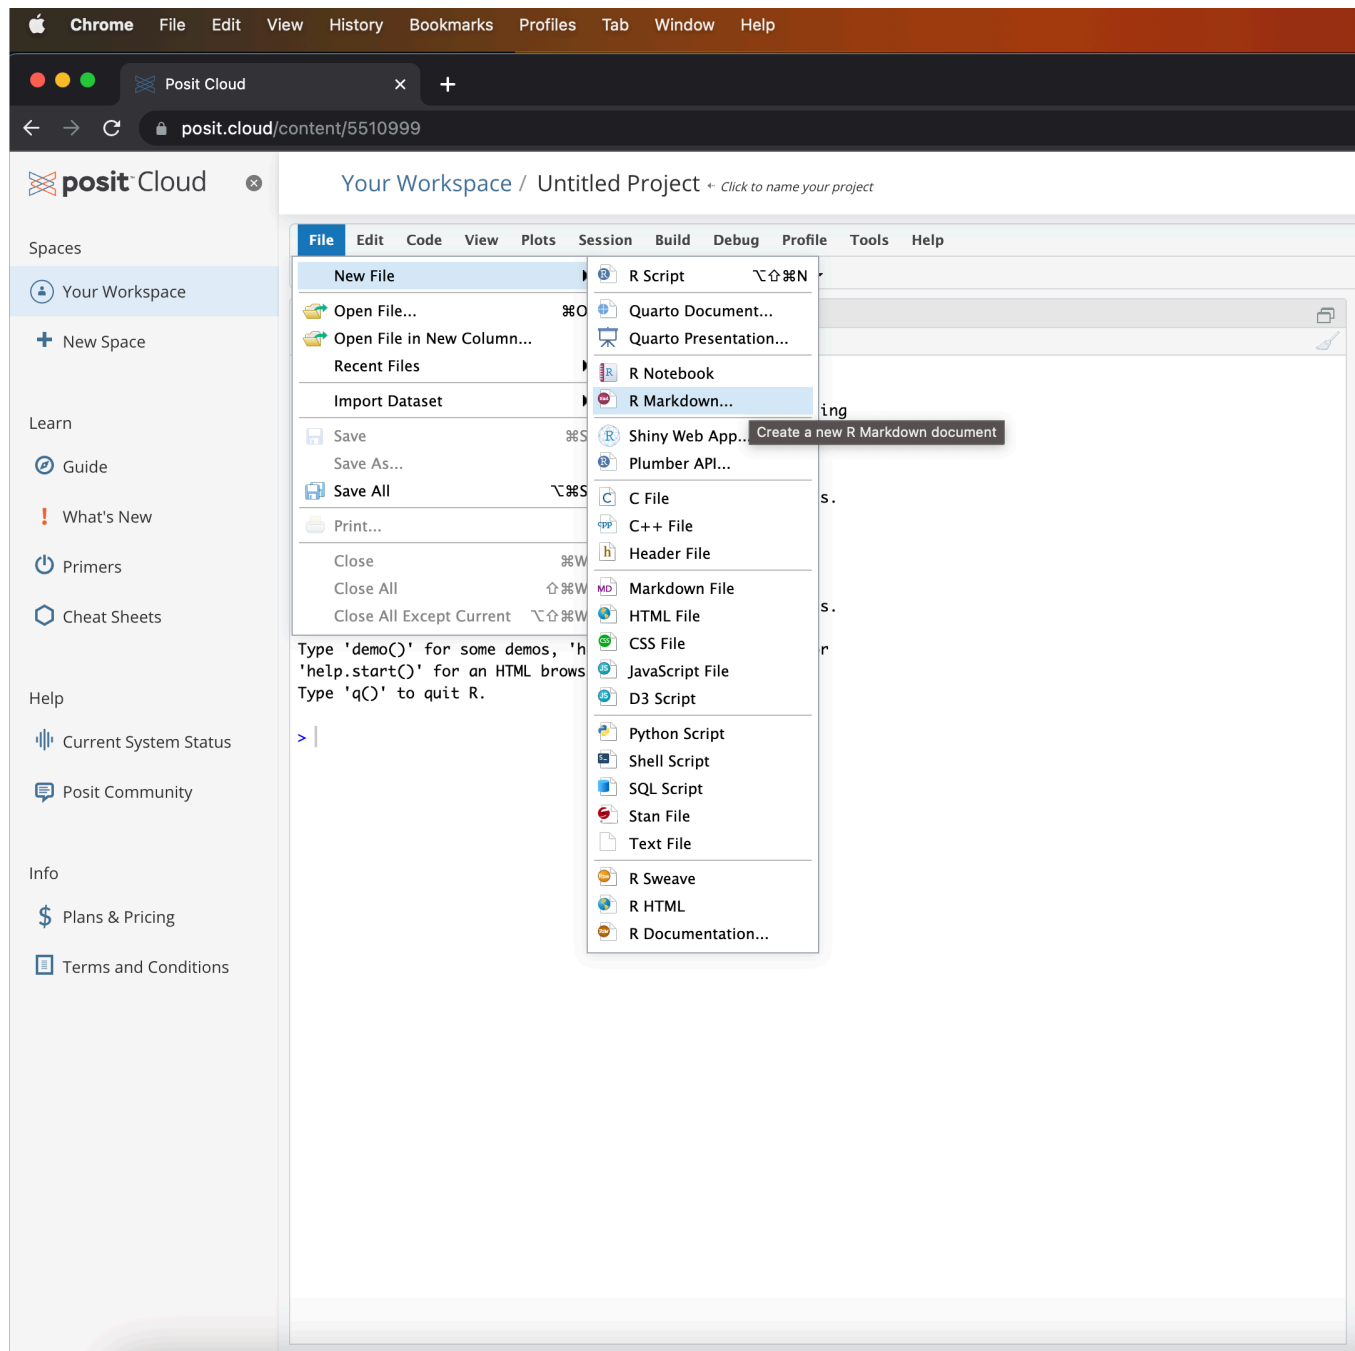 Chrome File Edit View History Bookmarks Profiles Tab Window Help
Posit Cloud
posit.cloud/content/5510999
posit Cloud
Your Workspace / Untitled Project ← Click to name your project
Spaces
Your Workspace
New Space
Learn
Guide
What's New
Primers
Cheat Sheets
Help
Current System Status
Posit Community
Info
Plans & Pricing
Terms and Conditions
File Edit Code View Plots Session Build Debug Profile Tools Help
New File
Open File... ⌘O
Open File in New Column...
Recent Files
Import Dataset
Save ⌘S
Save As...
Save All ⌥⌘S
Print...
Close ⌘W
Close All ⇧⌘W
Close All Except Current ⌥⇧⌘W
R Script ⌥⇧⌘N
Quarto Document...
Quarto Presentation...
R Notebook
R Markdown...
Create a new R Markdown document
Shiny Web App...
Plumber API...
C File
C++ File
Header File
Markdown File
HTML File
CSS File
JavaScript File
D3 Script
Python Script
Shell Script
SQL Script
Stan File
Text File
R Sweave
R HTML
R Documentation...
ing
s.
s.
Type 'demo()' for some demos, 'h r
'help.start()' for an HTML brows
Type 'q()' to quit R.
>